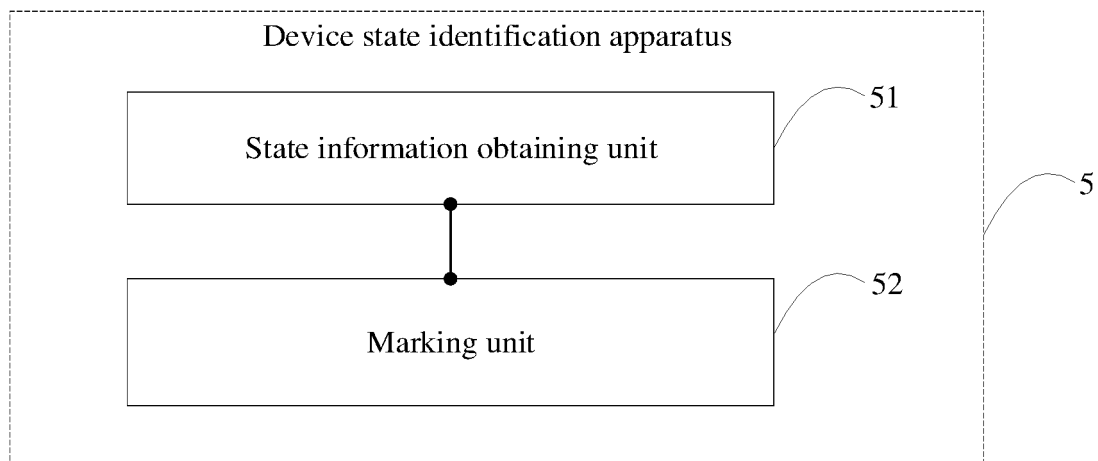 Device state identification apparatus
51
State information obtaining unit
5
52
Marking unit